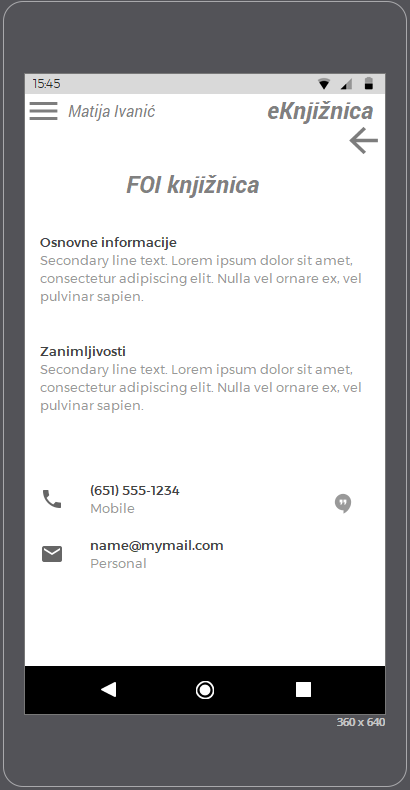 15:45
Matija Ivanić
eKnjižnica
FOI knjižnica
Osnovne informacije
Secondary line text. Lorem ipsum dolor sit amet,
consectetur adipiscing elit. Nulla vel ornare ex, vel
pulvinar sapien.
Zanimljivosti
Secondary line text. Lorem ipsum dolor sit amet,
consectetur adipiscing elit. Nulla vel ornare ex, vel
pulvinar sapien.
(651) 555-1234
Mobile
name@mymail.com
Personal
360 x 640